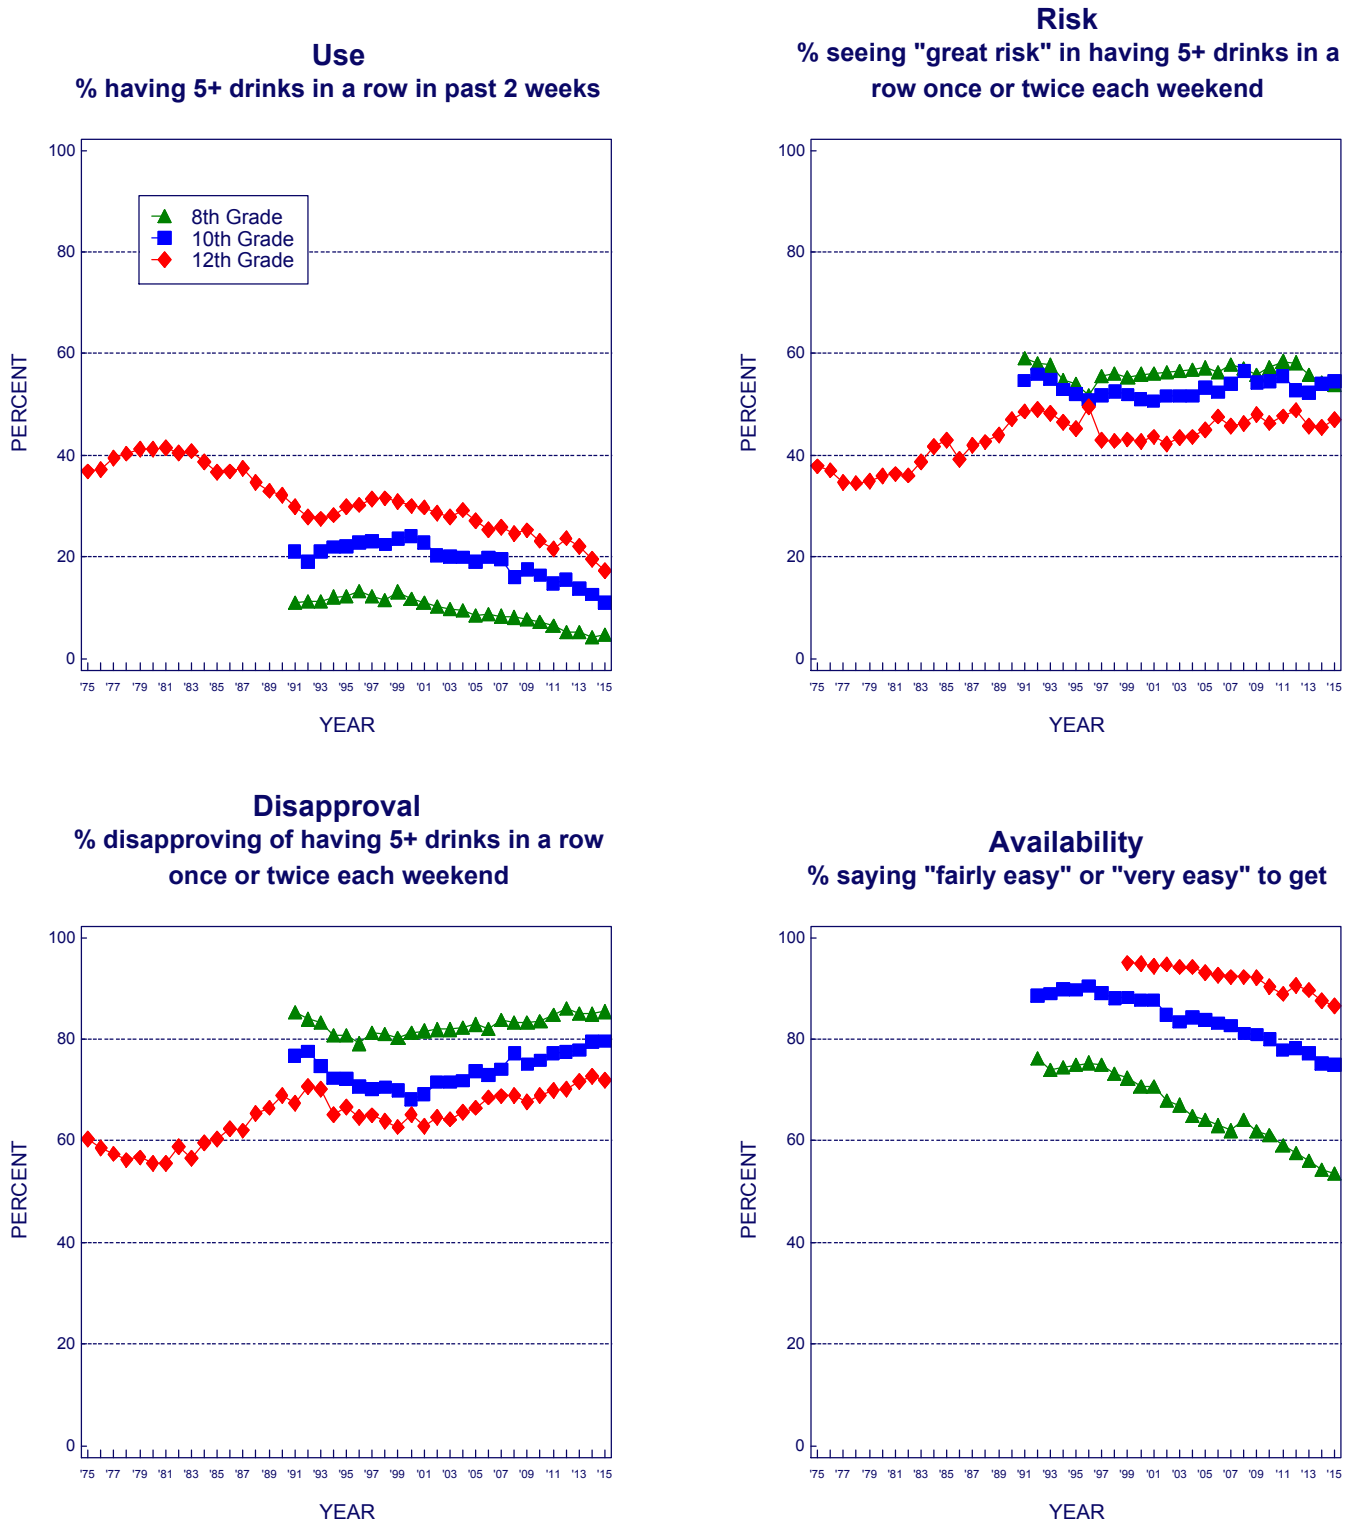 Use
% having 5+ drinks in a row in past 2 weeks
100
80
60
40
20
0
PERCENT
8th Grade
10th Grade
12th Grade
'75 '77 '79 '81 '83 '85 '87 '89 '91 '93 '95 '97 '99 '01 '03 '05 '07 '09 '11 '13 '15
YEAR
Risk
% seeing "great risk" in having 5+ drinks in a
row once or twice each weekend
100
80
60
40
20
0
PERCENT
'75 '77 '79 '81 '83 '85 '87 '89 '91 '93 '95 '97 '99 '01 '03 '05 '07 '09 '11 '13 '15
YEAR
Disapproval
% disapproving of having 5+ drinks in a row
once or twice each weekend
100
80
60
40
20
0
PERCENT
'75 '77 '79 '81 '83 '85 '87 '89 '91 '93 '95 '97 '99 '01 '03 '05 '07 '09 '11 '13 '15
YEAR
Availability
% saying "fairly easy" or "very easy" to get
100
80
60
40
20
0
PERCENT
'75 '77 '79 '81 '83 '85 '87 '89 '91 '93 '95 '97 '99 '01 '03 '05 '07 '09 '11 '13 '15
YEAR